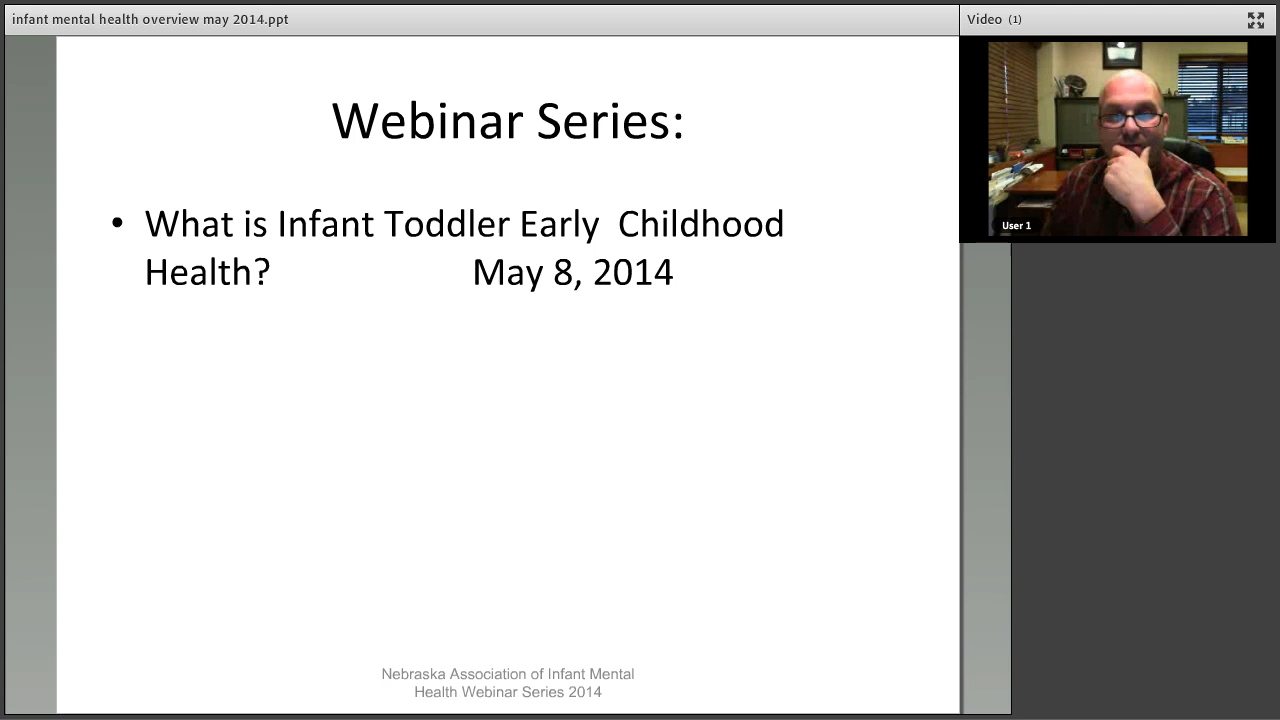 infant mental health overview may 2014.ppt
Video (1)
User 1
Webinar Series:
• What is Infant Toddler Early  Childhood
Health? May 8, 2014
Nebraska Association of Infant Mental
Health Webinar Series 2014